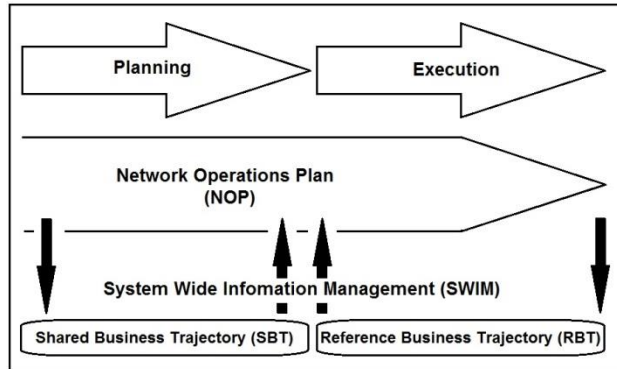 Planning
Execution
Network Operations Plan
(NOP)
System Wide Infomation Management (SWIM)
Shared Business Trajectory (SBT)
Reference Business Trajectory (RBT)